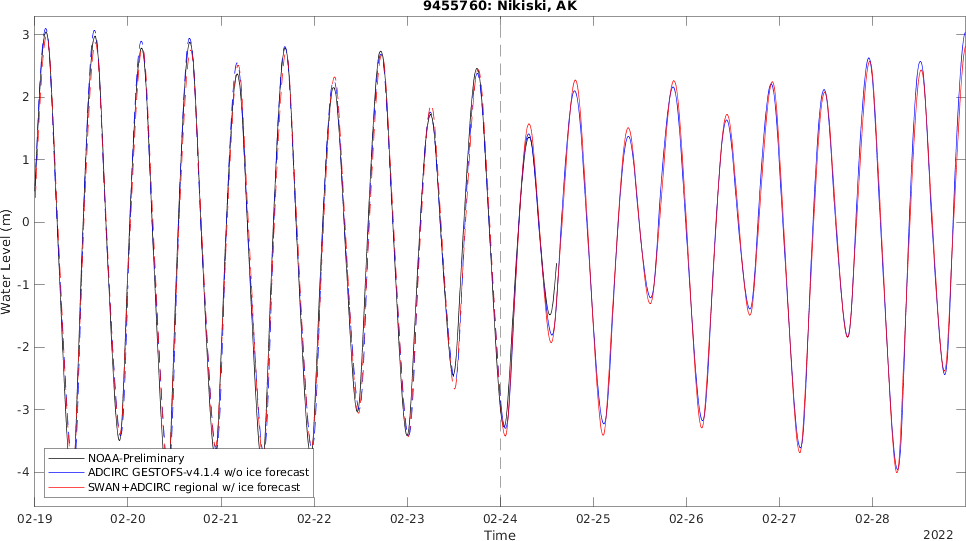 9455760: Nikiski, AK
Water Level (m)
3
2
1
0
-1
-2
-3
-4
NOAA-Preliminary
ADCIRC GESTOFS-v4.1.4 w/o ice forecast
SWAN+ADCIRC regional w/ ice forecast
02-19 02-20 02-21 02-22 02-23 02-24 02-25 02-26 02-27 02-28
Time
2022